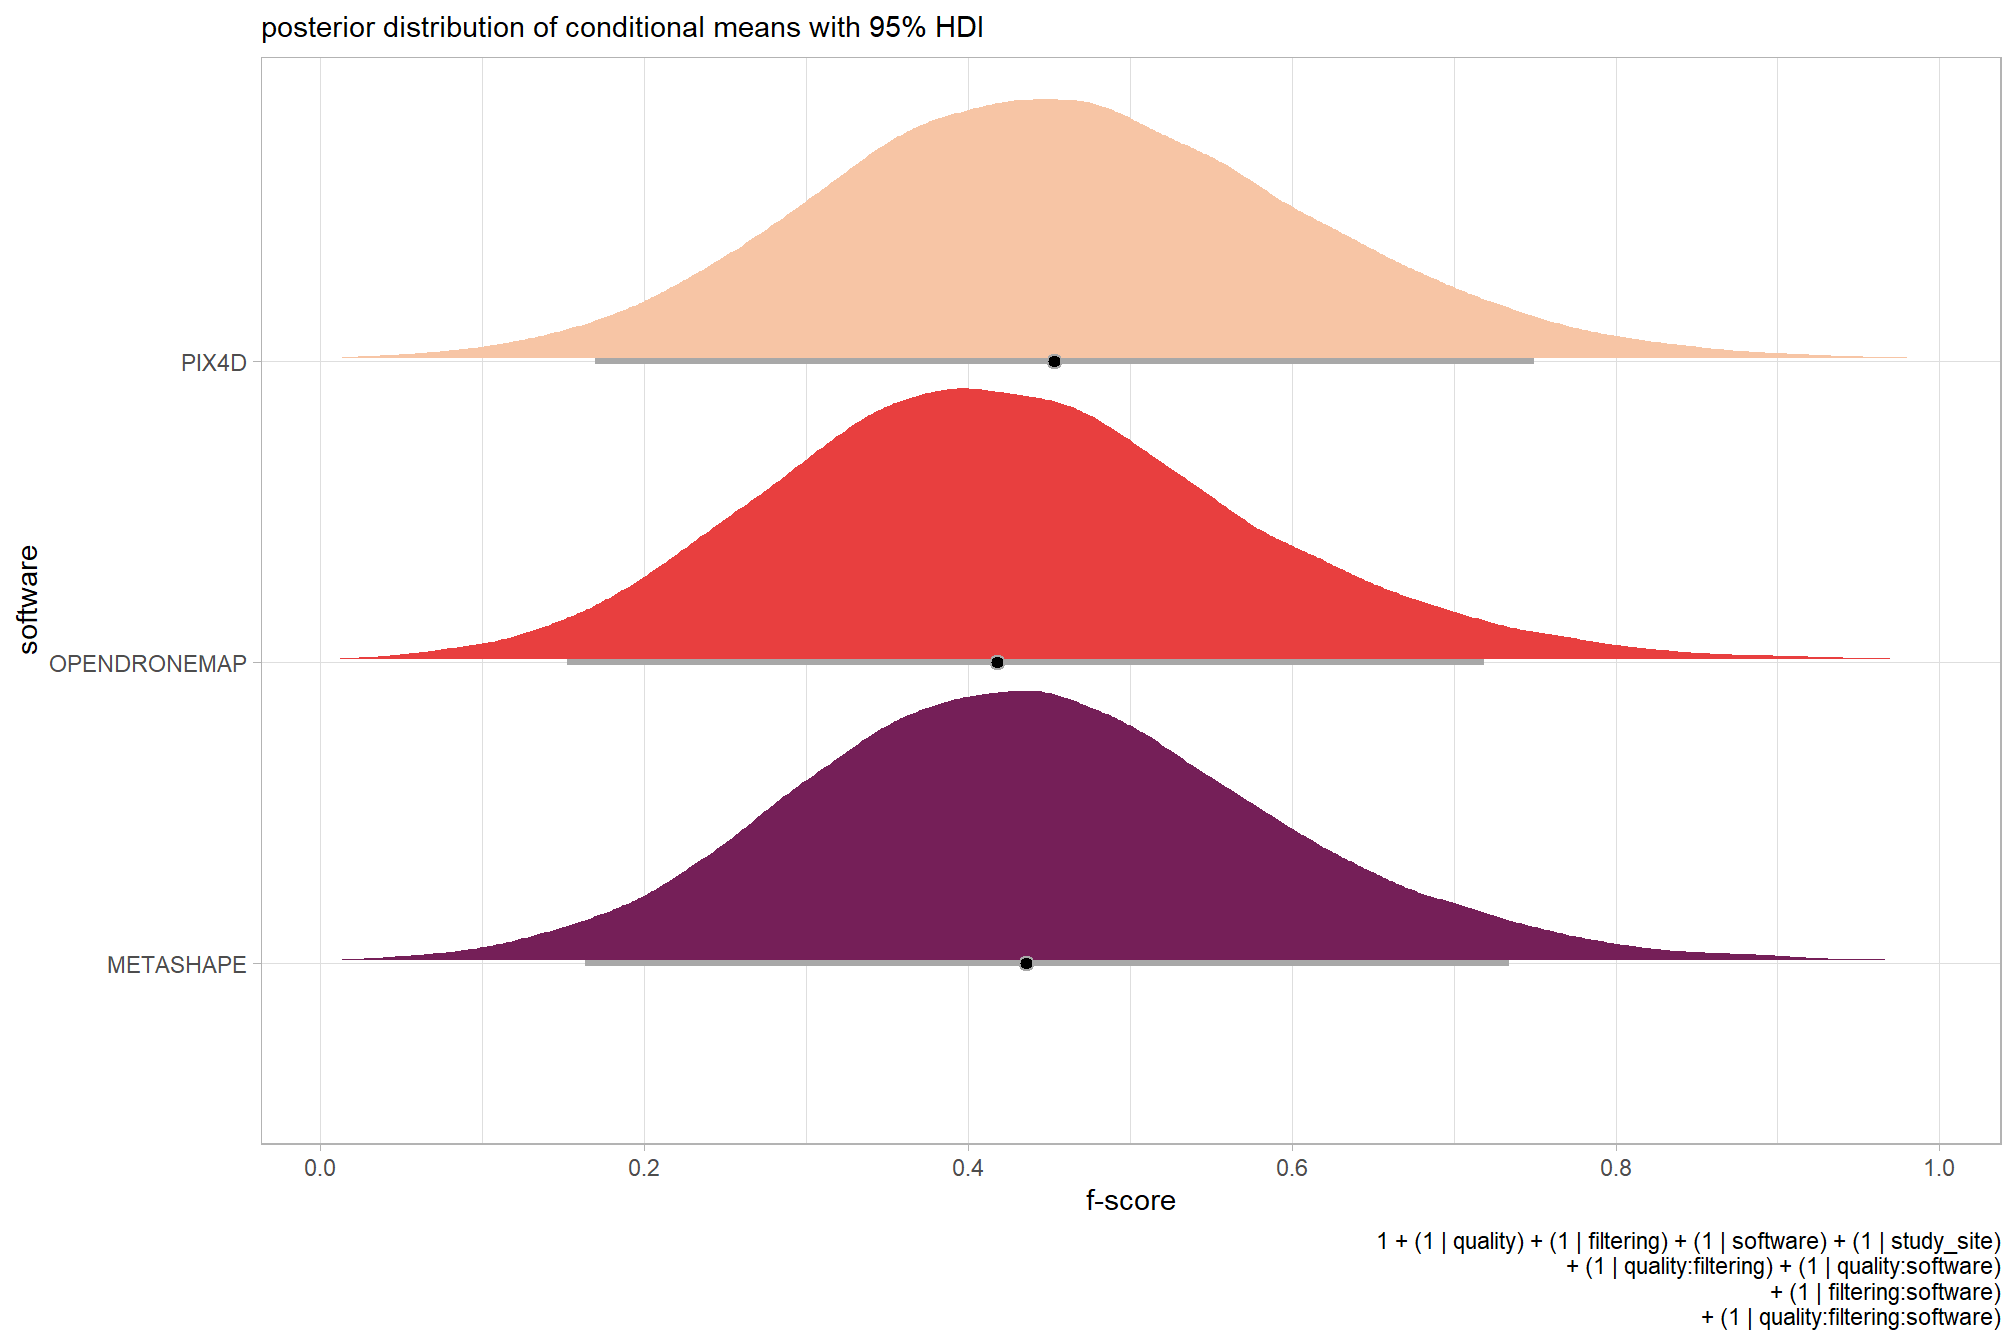 posterior distribution of conditional means with 95% HDI
software
PIX4D
OPENDRONEMAP
METASHAPE
0.0 0.2 0.4 0.6 0.8 1.0
f-score
1 + (1 | quality) + (1 | filtering) + (1 | software) + (1 | study_site)
+ (1 | quality:filtering) + (1 | quality:software)
+ (1 | filtering:software)
+ (1 | quality:filtering:software)